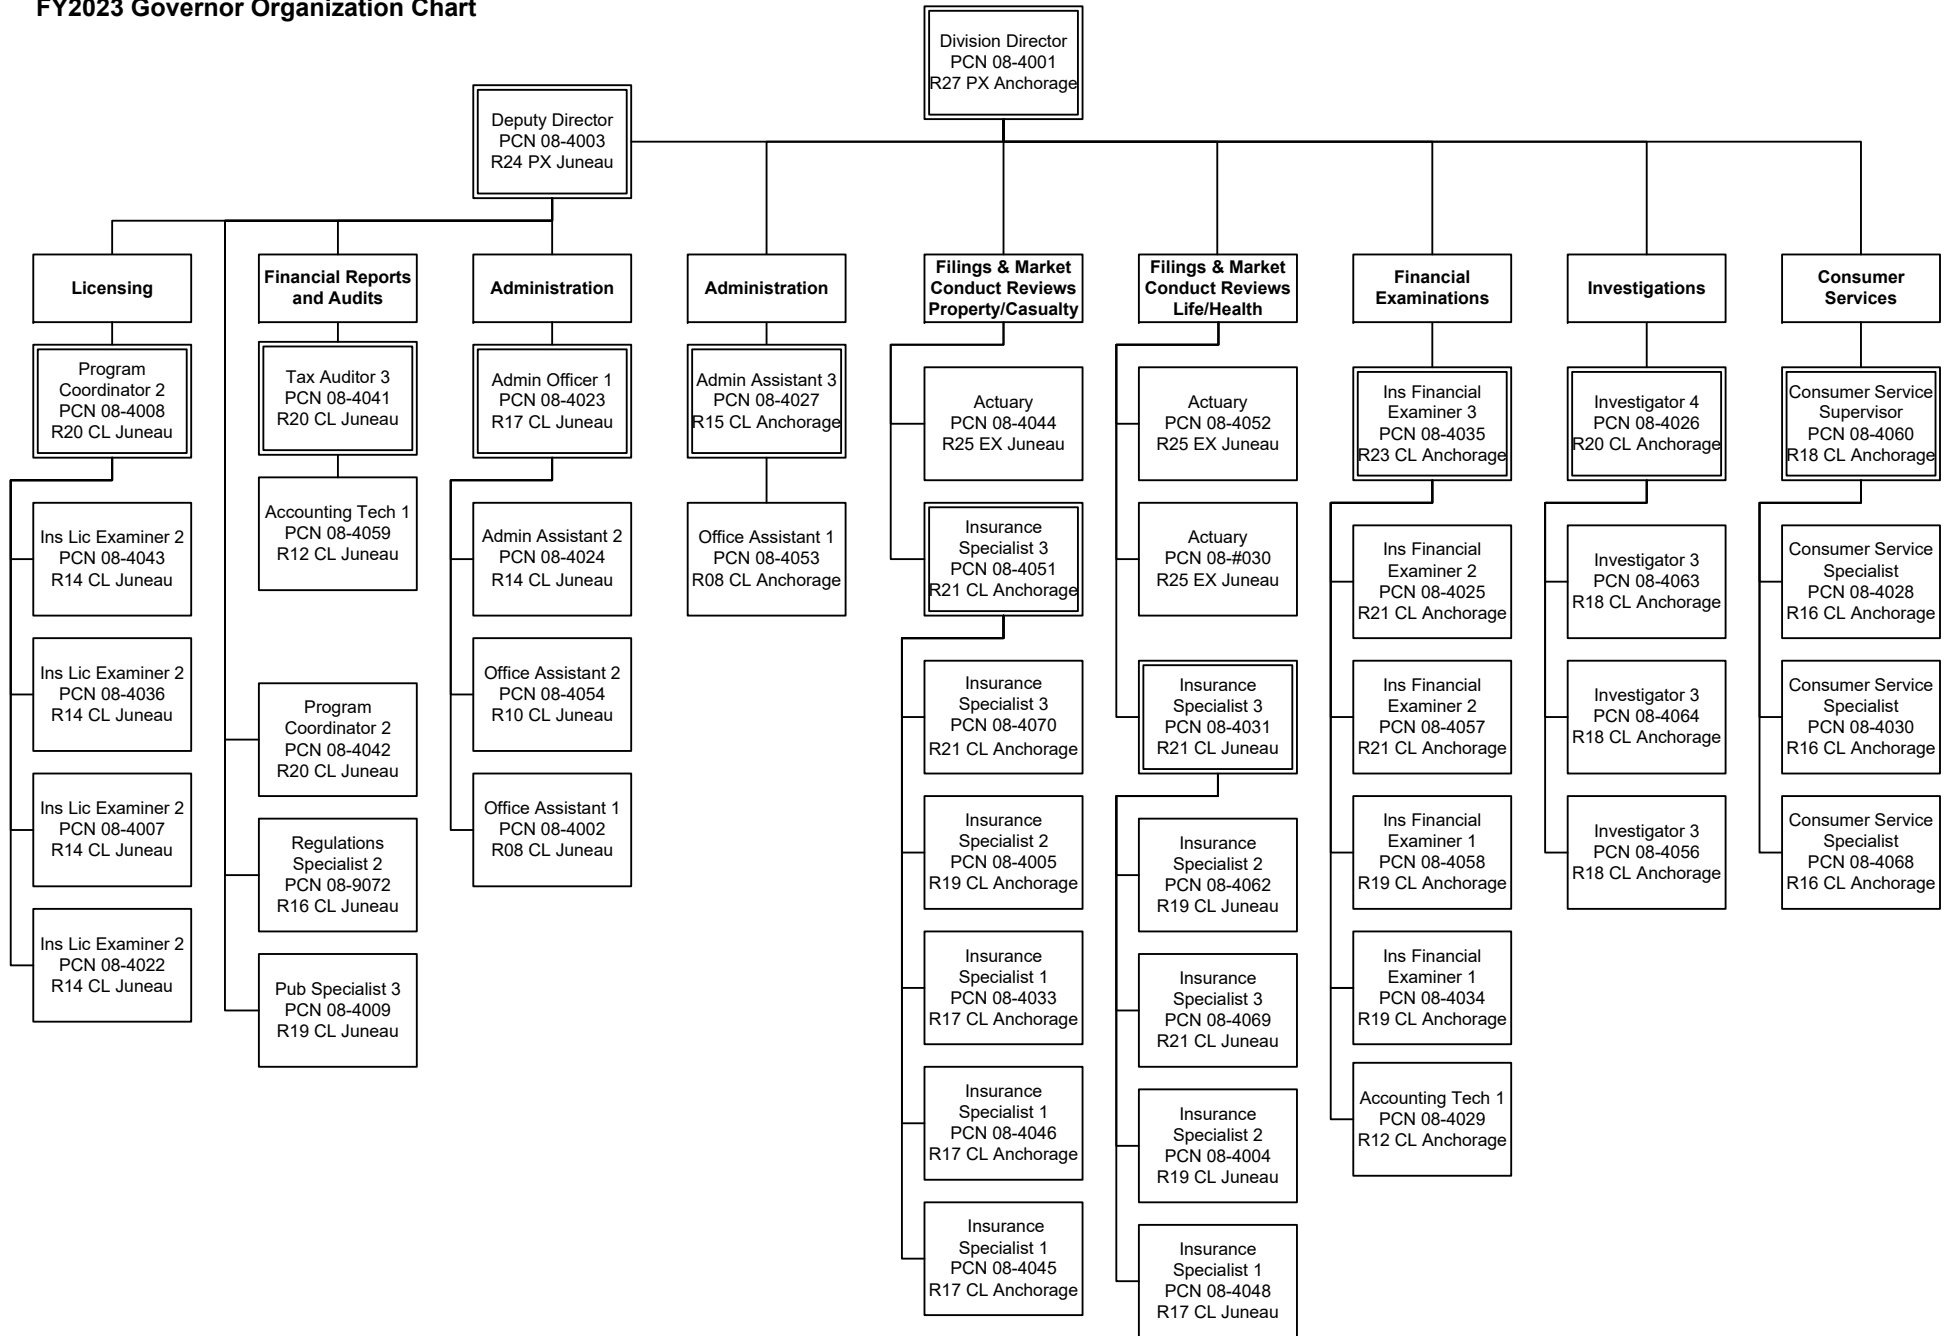 FY2023 Governor Organization Chart
Division Director
PCN 08-4001
R27 PX Anchorage
Deputy Director
PCN 08-4003
R24 PX Juneau
Licensing
Program
Coordinator 2
PCN 08-4008
R20 CL Juneau
Ins Lic Examiner 2
PCN 08-4043
R14 CL Juneau
Ins Lic Examiner 2
PCN 08-4036
R14 CL Juneau
Ins Lic Examiner 2
PCN 08-4007
R14 CL Juneau
Ins Lic Examiner 2
PCN 08-4022
R14 CL Juneau
Financial Reports
and Audits
Tax Auditor 3
PCN 08-4041
R20 CL Juneau
Accounting Tech 1
PCN 08-4059
R12 CL Juneau
Program
Coordinator 2
PCN 08-4042
R20 CL Juneau
Regulations
Specialist 2
PCN 08-9072
R16 CL Juneau
Pub Specialist 3
PCN 08-4009
R19 CL Juneau
Administration
Admin Officer 1
PCN 08-4023
R17 CL Juneau
Admin Assistant 2
PCN 08-4024
R14 CL Juneau
Office Assistant 2
PCN 08-4054
R10 CL Juneau
Office Assistant 1
PCN 08-4002
R08 CL Juneau
Administration
Admin Assistant 3
PCN 08-4027
R15 CL Anchorage
Office Assistant 1
PCN 08-4053
R08 CL Anchorage
Filings & Market
Conduct Reviews
Property/Casualty
Actuary
PCN 08-4044
R25 EX Juneau
Insurance
Specialist 3
PCN 08-4051
R21 CL Anchorage
Insurance
Specialist 3
PCN 08-4070
R21 CL Anchorage
Insurance
Specialist 2
PCN 08-4005
R19 CL Anchorage
Insurance
Specialist 1
PCN 08-4033
R17 CL Anchorage
Insurance
Specialist 1
PCN 08-4046
R17 CL Anchorage
Insurance
Specialist 1
PCN 08-4045
R17 CL Anchorage
Filings & Market
Conduct Reviews
Life/Health
Actuary
PCN 08-4052
R25 EX Juneau
Actuary
PCN 08-#030
R25 EX Juneau
Insurance
Specialist 3
PCN 08-4031
R21 CL Juneau
Insurance
Specialist 2
PCN 08-4062
R19 CL Juneau
Insurance
Specialist 3
PCN 08-4069
R21 CL Juneau
Insurance
Specialist 2
PCN 08-4004
R19 CL Juneau
Insurance
Specialist 1
PCN 08-4048
R17 CL Juneau
Financial
Examinations
Ins Financial
Examiner 3
PCN 08-4035
R23 CL Anchorage
Ins Financial
Examiner 2
PCN 08-4025
R21 CL Anchorage
Ins Financial
Examiner 2
PCN 08-4057
R21 CL Anchorage
Ins Financial
Examiner 1
PCN 08-4058
R19 CL Anchorage
Ins Financial
Examiner 1
PCN 08-4034
R19 CL Anchorage
Accounting Tech 1
PCN 08-4029
R12 CL Anchorage
Investigations
Investigator 4
PCN 08-4026
R20 CL Anchorage
Investigator 3
PCN 08-4063
R18 CL Anchorage
Investigator 3
PCN 08-4064
R18 CL Anchorage
Investigator 3
PCN 08-4056
R18 CL Anchorage
Consumer
Services
Consumer Service
Supervisor
PCN 08-4060
R18 CL Anchorage
Consumer Service
Specialist
PCN 08-4028
R16 CL Anchorage
Consumer Service
Specialist
PCN 08-4030
R16 CL Anchorage
Consumer Service
Specialist
PCN 08-4068
R16 CL Anchorage